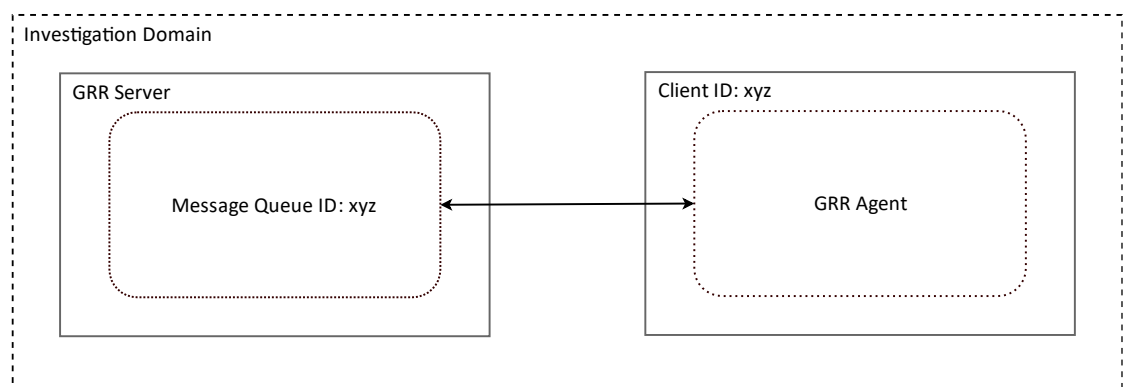 Investigation Domain
GRR Server
Client ID: xyz
Message Queue ID: xyz
GRR Agent